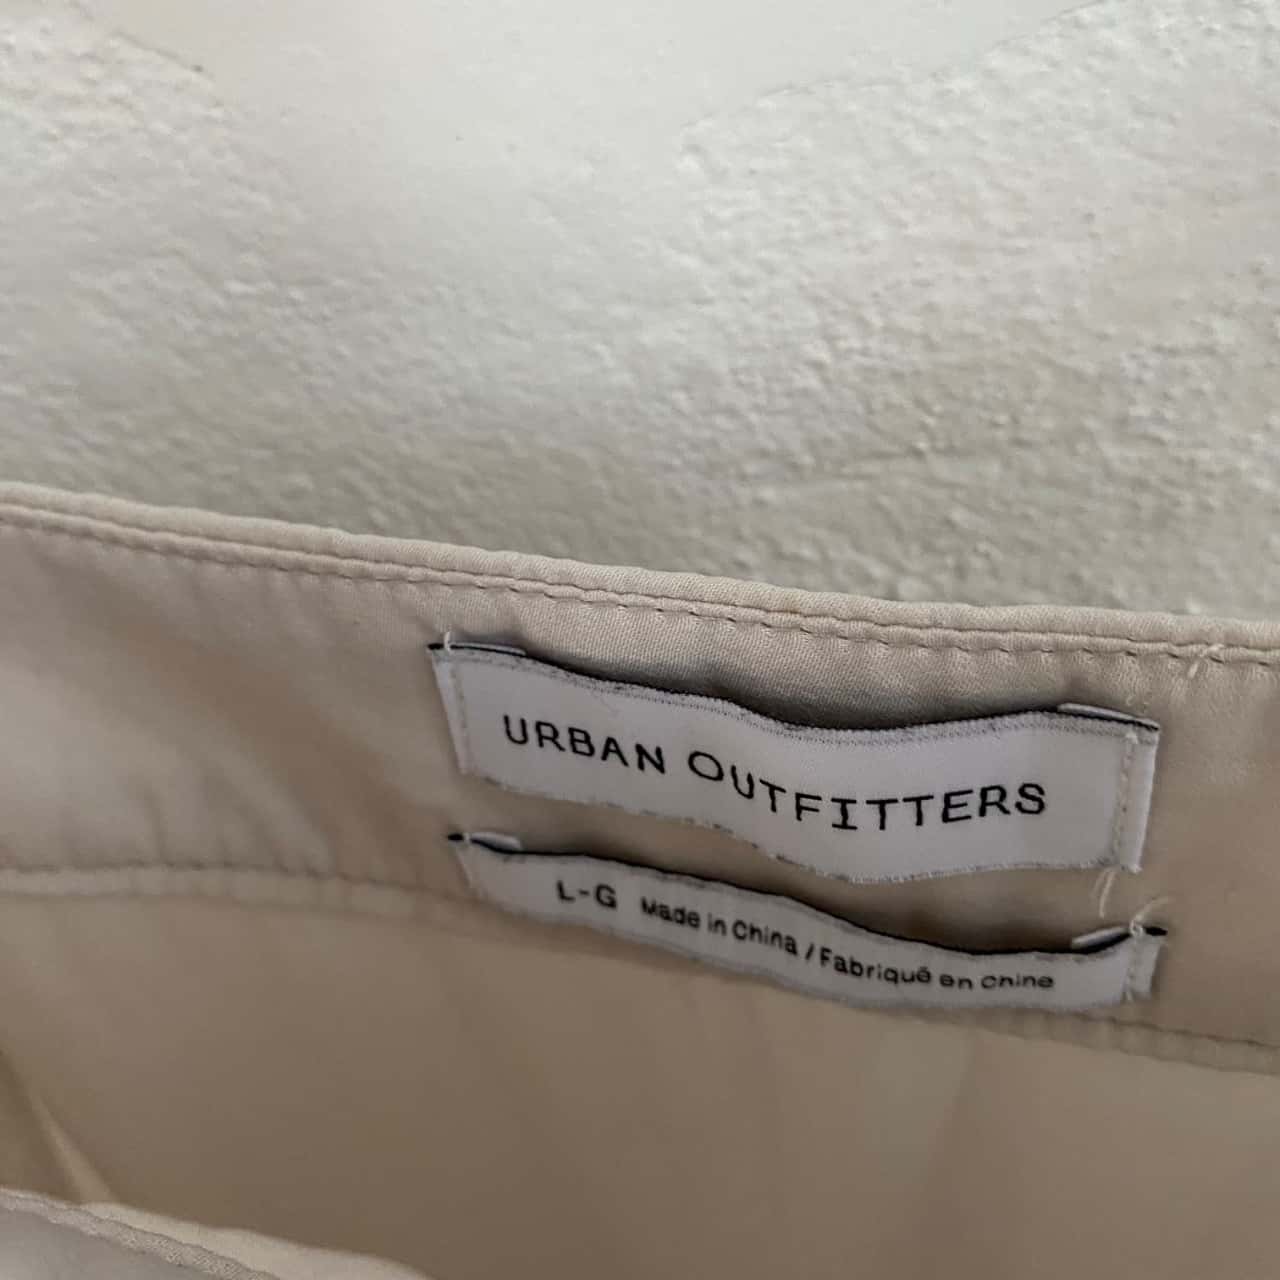 URBAN OUTFITTERS
L-G Made in China / Fabriqué en chine